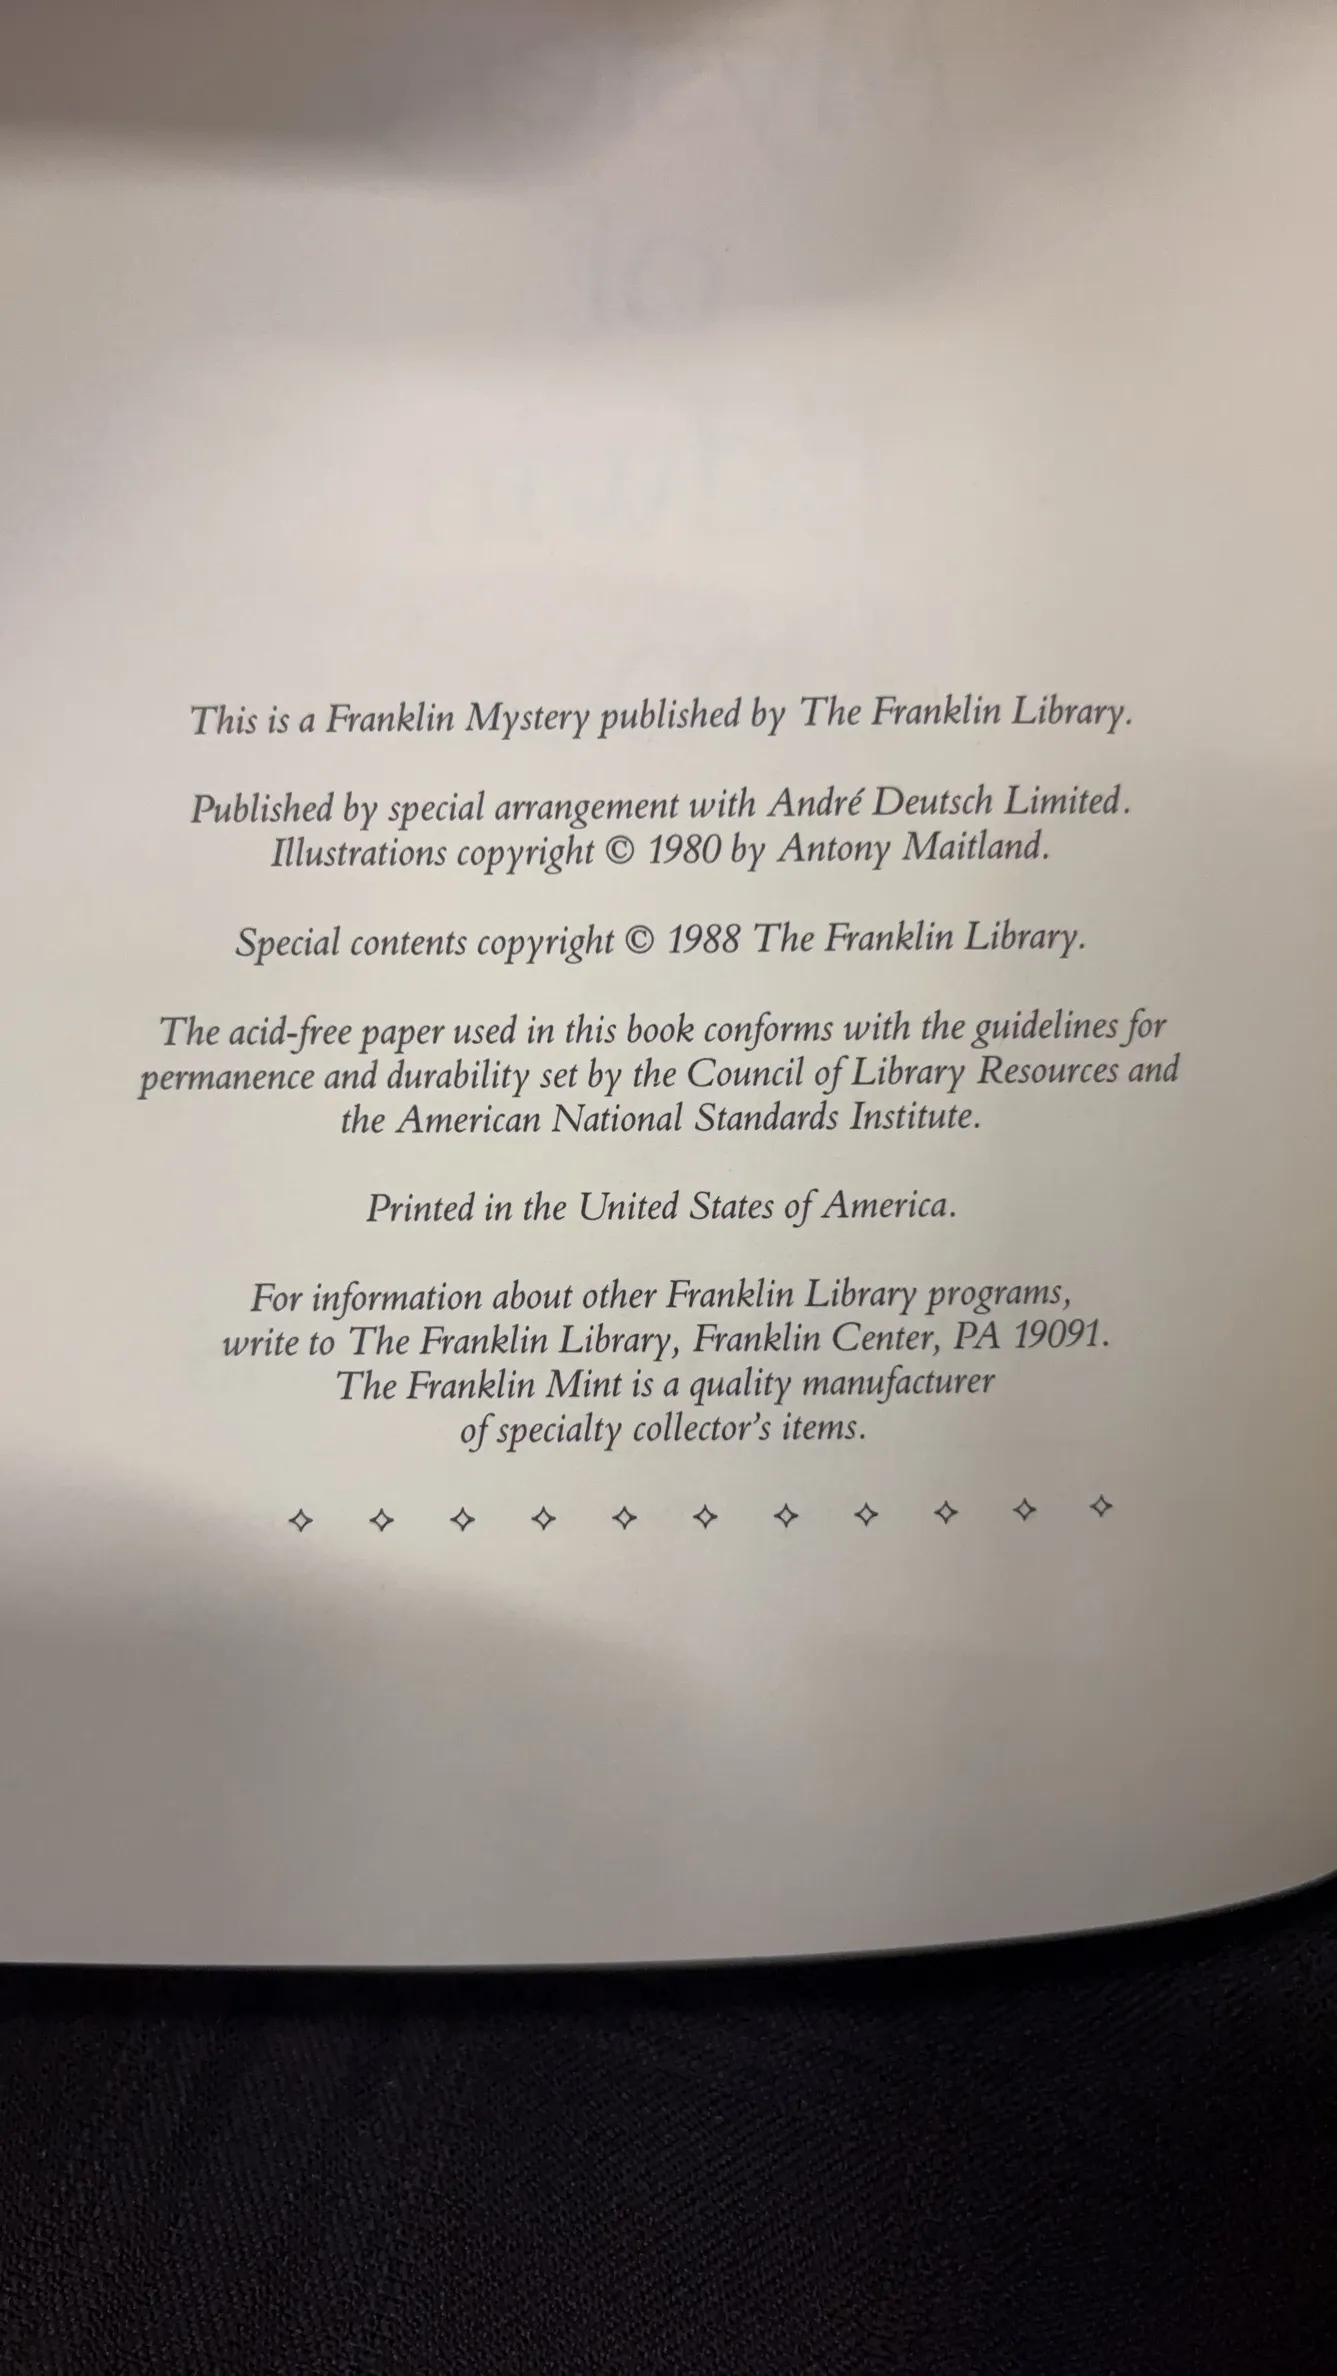 This is a Franklin Mystery published by The Franklin Library.
Published by special arrangement with André Deutsch Limited.
Illustrations copyright © 1980 by Antony Maitland.
Special contents copyright © 1988 The Franklin Library.
The acid-free paper used in this book conforms with the guidelines for
permanence and durability set by the Council of Library Resources and
the American National Standards Institute.
Printed in the United States of America.
For information about other Franklin Library programs,
write to The Franklin Library, Franklin Center, PA 19091.
The Franklin Mint is a quality manufacturer
of specialty collector's items.